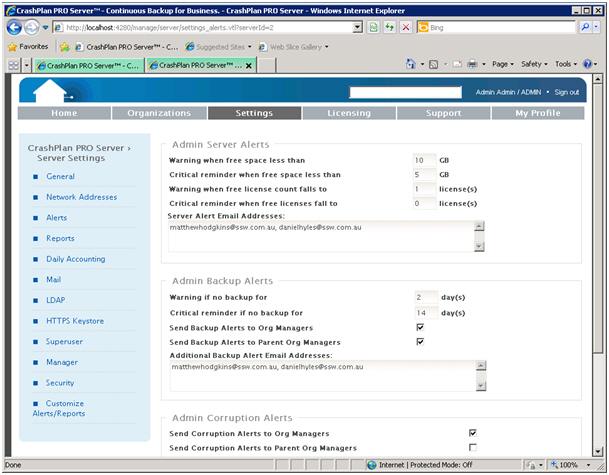 CrashPlan PRO Server™ - Continuous Backup for Business. - Windows Internet Explorer
http://localhost:4280/manage/server/settings_alerts.vtl?serverId=2
Bing
Favorites CrashPlan PRO Server™ - C... Suggested Sites Web Slice Gallery
CrashPlan PRO Server™ - C... CrashPlan PRO Server™ ... Page Safety Tools
Admin Admin / ADMIN • Sign out
Home Organizations Settings Licensing Support My Profile
CrashPlan PRO Server ›
Server Settings
General
Network Addresses
Alerts
Reports
Daily Accounting
Mail
LDAP
HTTPS Keystore
Superuser
Manager
Security
Customize
Alerts/Reports
Admin Server Alerts
Warning when free space less than 10 GB
Critical reminder when free space less than 5 GB
Warning when free license count falls to 1 license(s)
Critical reminder when free licenses fall to 0 license(s)
Server Alert Email Addresses:
matthewhodgkins@ssw.com.au, danielhyles@ssw.com.au
Admin Backup Alerts
Warning if no backup for 2 day(s)
Critical reminder if no backup for 14 day(s)
Send Backup Alerts to Org Managers
Send Backup Alerts to Parent Org Managers
Additional Backup Alert Email Addresses:
matthewhodgkins@ssw.com.au, danielhyles@ssw.com.au
Admin Corruption Alerts
Send Corruption Alerts to Org Managers
Send Corruption Alerts to Parent Org Managers
Done Internet | Protected Mode: Off 100%